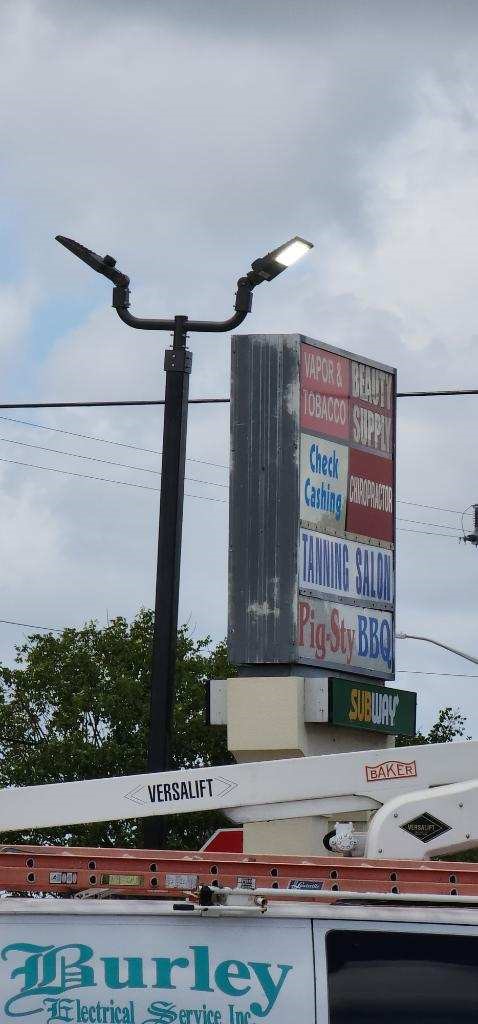 VAPOR &
TOBACCO
BEAUTY
SUPPLY
Check
Cashing
CHIROPRACTOR
TANNING SALON
Pig-Sty BBQ
SUBWAY
VERSALIFT
BAKER
VERSALIFT
Louisville
Burley
Electrical Service Inc.